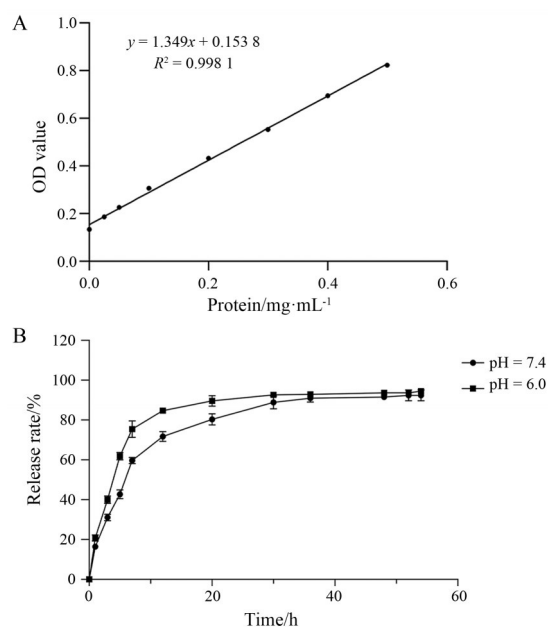 A
y = 1.349x + 0.153 8
R² = 0.998 1
1.0
0.8
0.6
0.4
0.2
0.0
OD value
0.0 0.2 0.4 0.6
Protein/mg·mL⁻¹
B
120
100
80
60
40
20
0
Release rate/%
0 20 40 60
Time/h
pH = 7.4
pH = 6.0